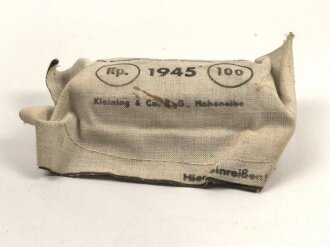 Kp. 1945 100
Kleining & Co. K.G., Hohenelbe
einreißen!
Hier